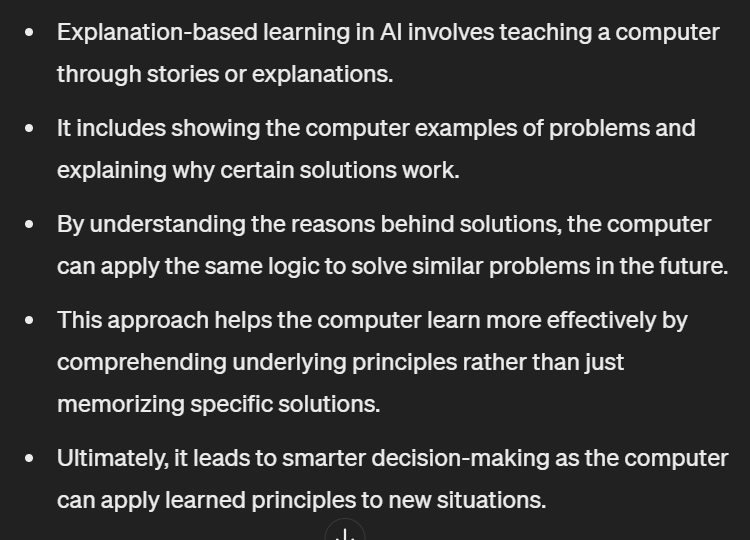 • Explanation-based learning in AI involves teaching a computer
through stories or explanations.
• It includes showing the computer examples of problems and
explaining why certain solutions work.
• By understanding the reasons behind solutions, the computer
can apply the same logic to solve similar problems in the future.
• This approach helps the computer learn more effectively by
comprehending underlying principles rather than just
memorizing specific solutions.
• Ultimately, it leads to smarter decision-making as the computer
can apply learned principles to new situations.